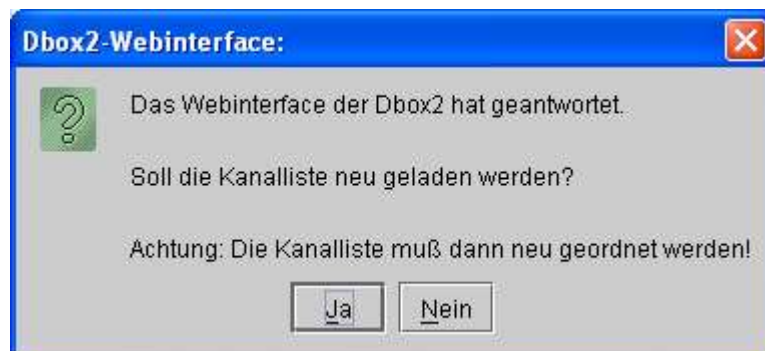 Dbox2-Webinterface:
Das Webinterface der Dbox2 hat geantwortet.
Soll die Kanalliste neu geladen werden?
Achtung: Die Kanalliste muß dann neu geordnet werden!
Ja Nein